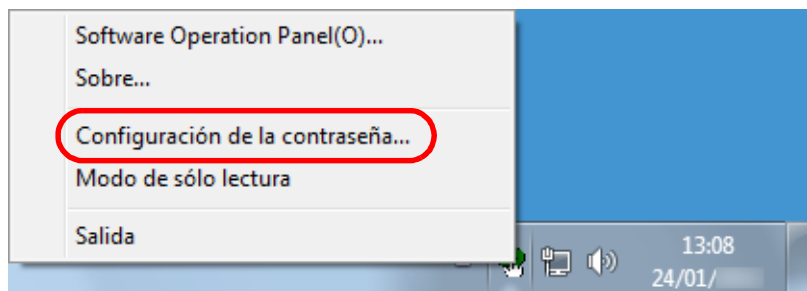 Software Operation Panel(O)...
Sobre...
Configuración de la contraseña...
Modo de sólo lectura
Salida
13:08
24/01/